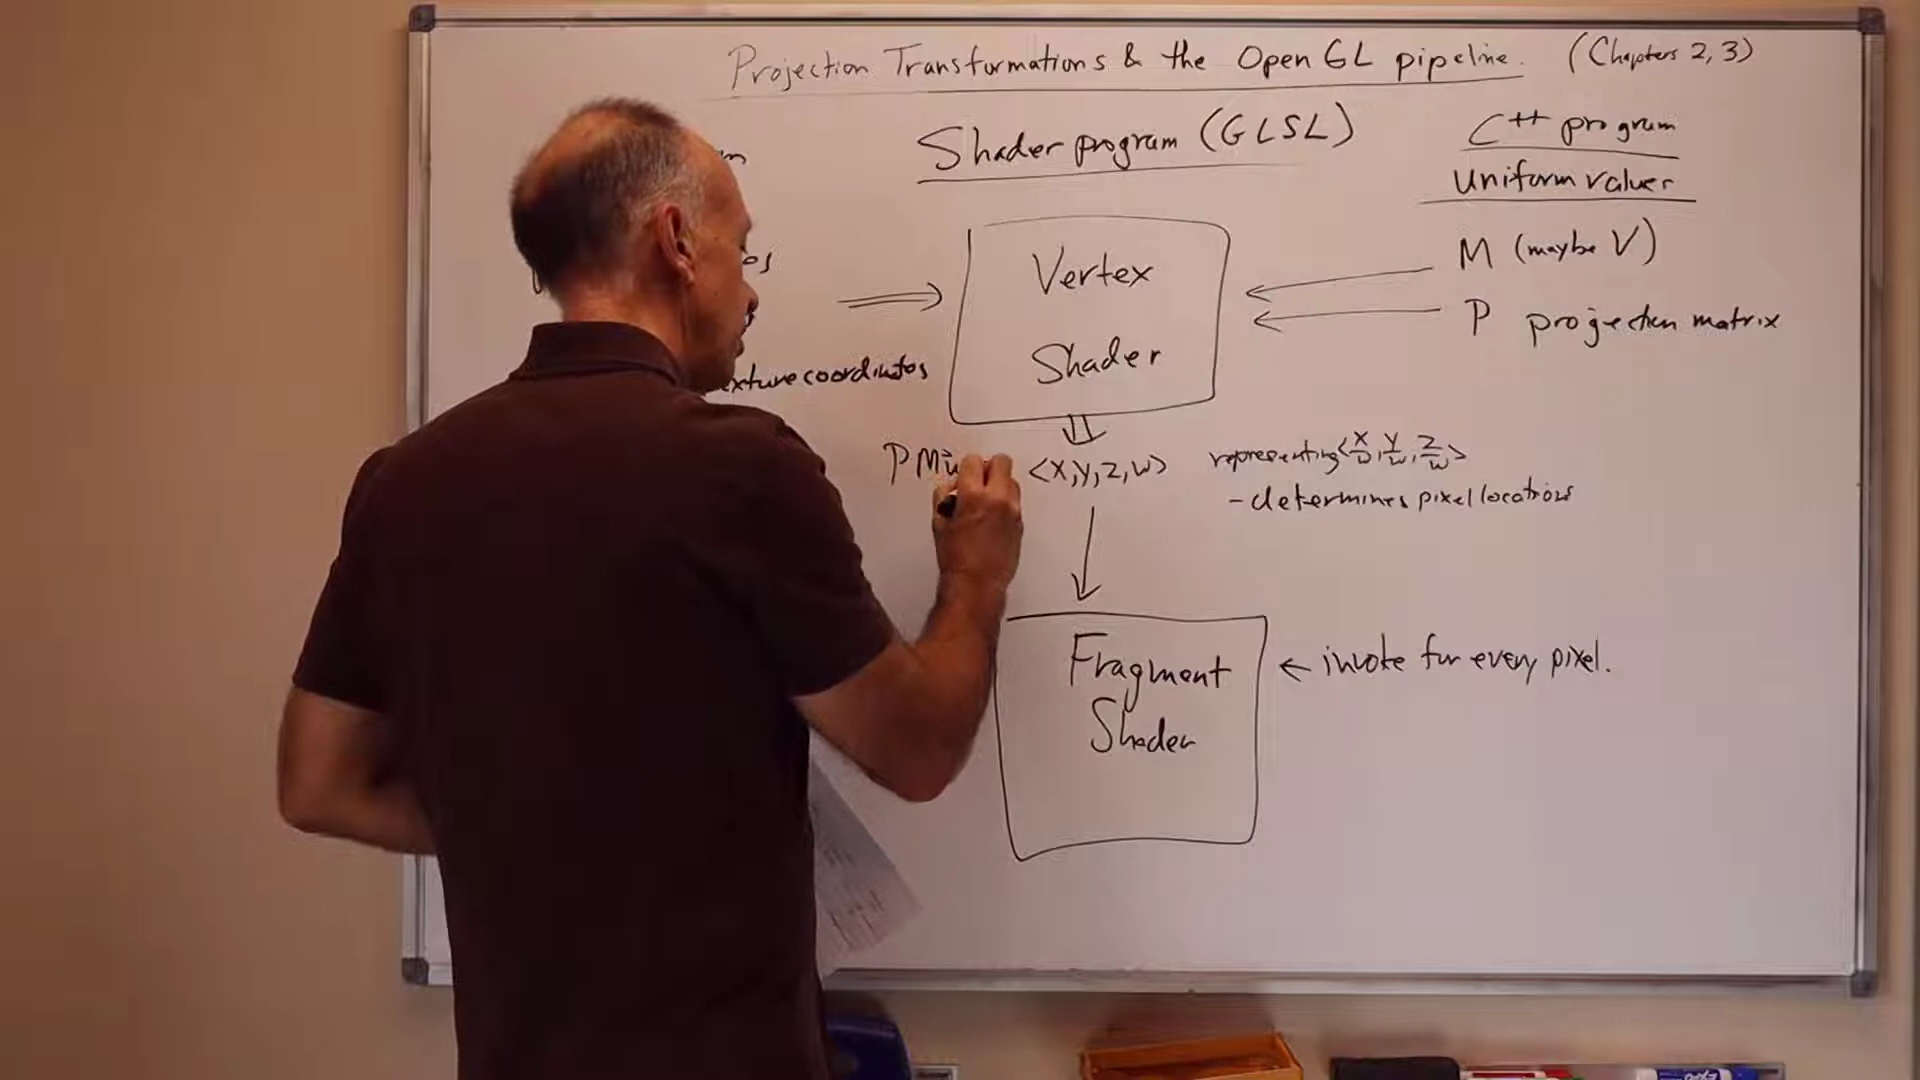 Projection Transformations & the OpenGL pipeline. (Chapters 2, 3)
Shader program (GLSL)
C++ program
Uniform values
Vertex
Shader
M (maybe V)
P projection matrix
coordinates
PM
<x,y,z,w>
representing <x/w, y/w, z/w>
- determines pixel locations
Fragment
Shader
← invoke for every pixel.
EXPO